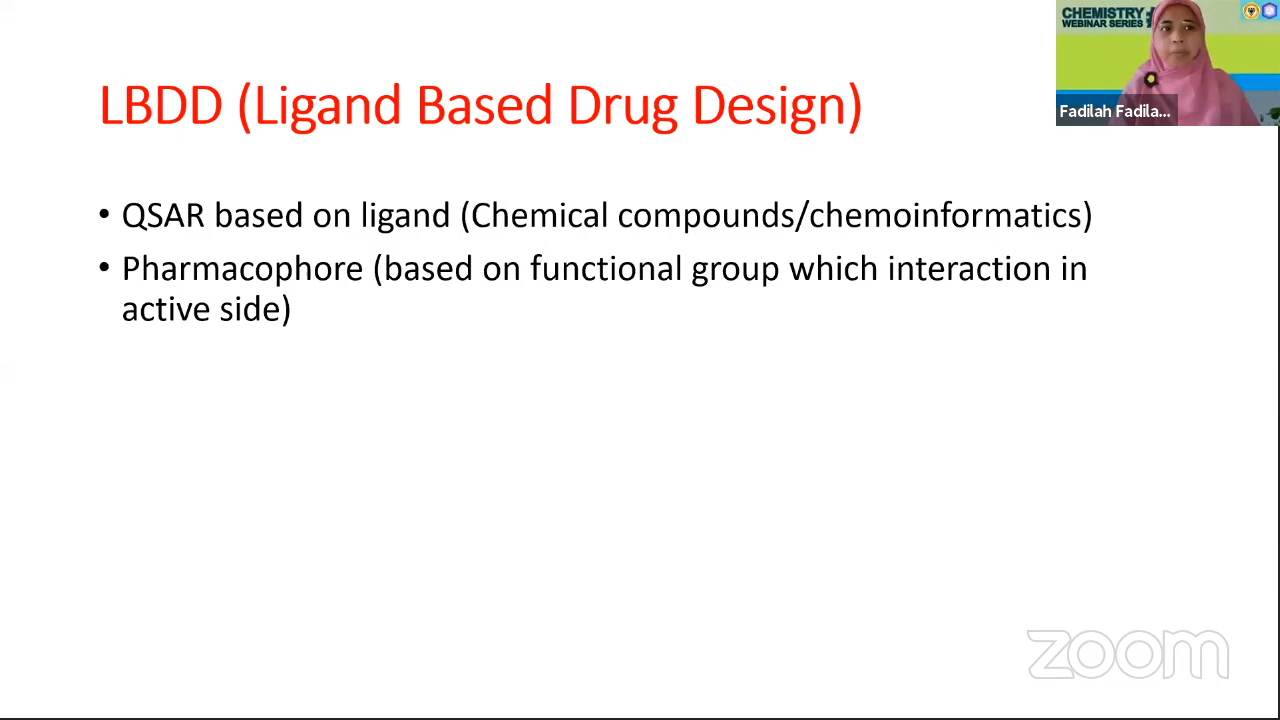 CHEMISTRY
WEBINAR SERIES
Fadilah Fadila...
LBDD (Ligand Based Drug Design)
• QSAR based on ligand (Chemical compounds/chemoinformatics)
• Pharmacophore (based on functional group which interaction in
active side)
zoom